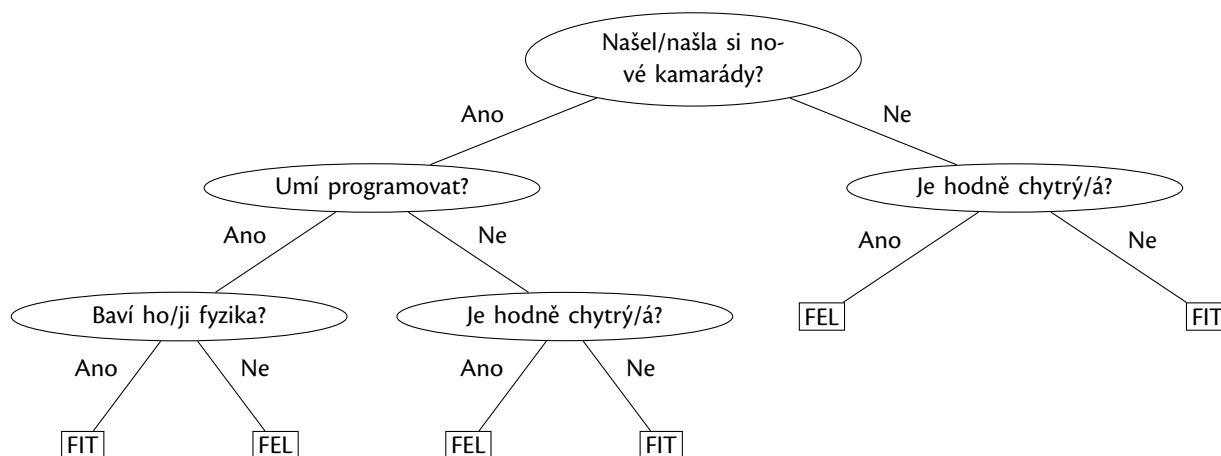 Našel/našla si no-
vé kamarády?
Ano
Ne
Umí programovat?
Je hodně chytrý/á?
Ano
Ne
Ano
Ne
Baví ho/ji fyzika?
Je hodně chytrý/á?
FEL
FIT
Ano
Ne
Ano
Ne
FIT
FEL
FEL
FIT